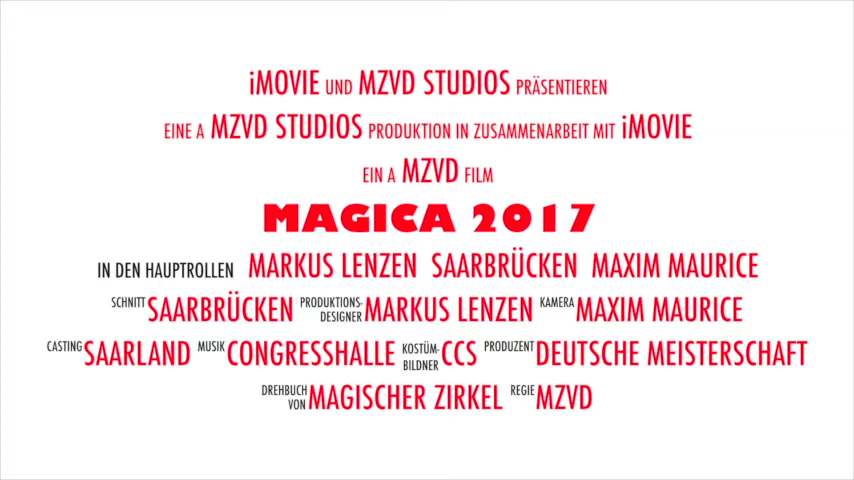 iMOVIE UND MZVD STUDIOS PRÄSENTIEREN
EINE A MZVD STUDIOS PRODUKTION IN ZUSAMMENARBEIT MIT iMOVIE
EIN A MZVD FILM
MAGICA 2017
IN DEN HAUPTROLLEN MARKUS LENZEN SAARBRÜCKEN MAXIM MAURICE
SCHNITT SAARBRÜCKEN PRODUKTIONS-DESIGNER MARKUS LENZEN KAMERA MAXIM MAURICE
CASTING SAARLAND MUSIK CONGRESSHALLE KOSTÜM-BILDNER CCS PRODUZENT DEUTSCHE MEISTERSCHAFT
DREHBUCH VON MAGISCHER ZIRKEL REGIE MZVD